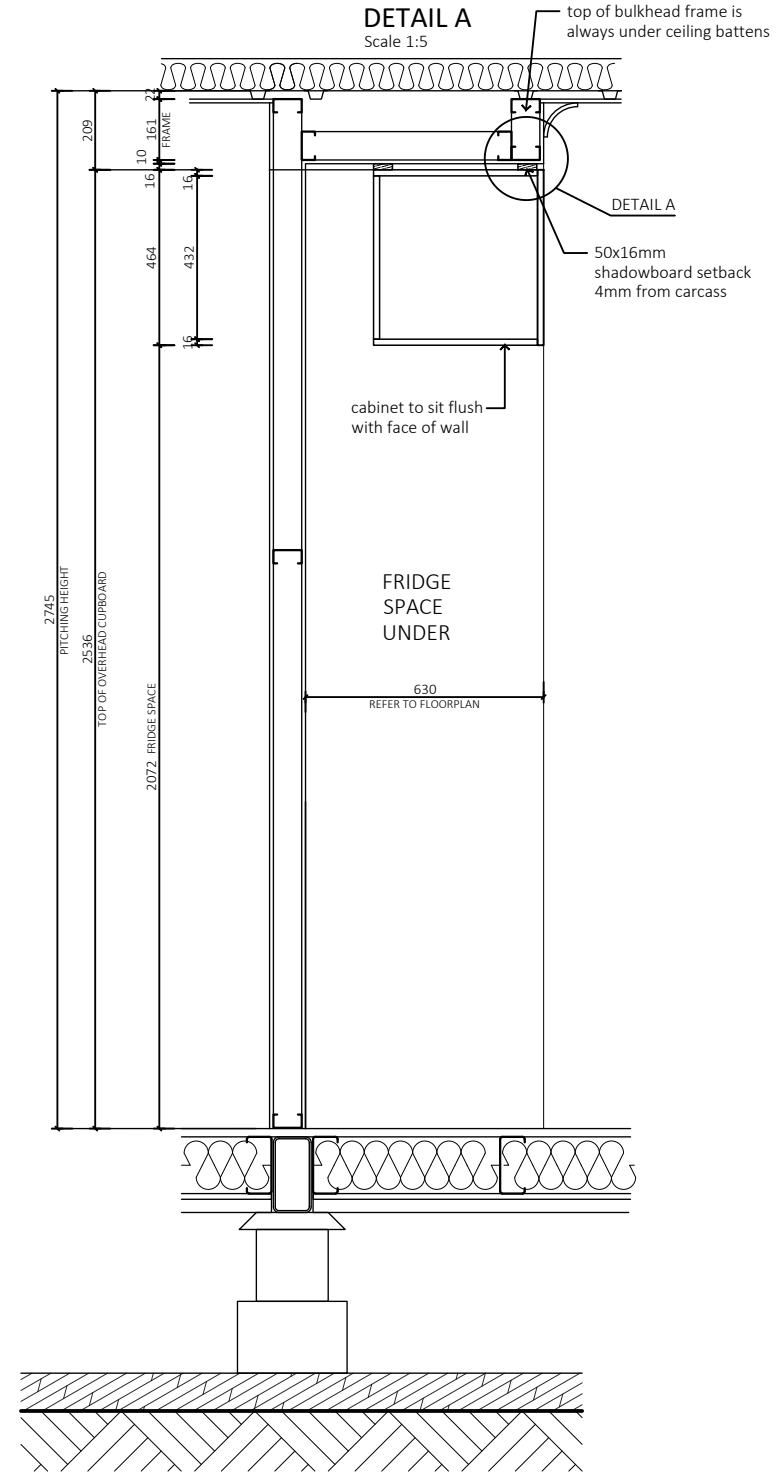 DETAIL A
Scale 1:5
top of bulkhead frame is
always under ceiling battens
22
209
161
FRAME
10
16
16
DETAIL A
464
432
50x16mm
shadowboard setback
4mm from carcass
16
cabinet to sit flush
with face of wall
FRIDGE
SPACE
UNDER
2745
PITCHING HEIGHT
2536
TOP OF OVERHEAD CUPBOARD
2072 FRIDGE SPACE
630
REFER TO FLOORPLAN